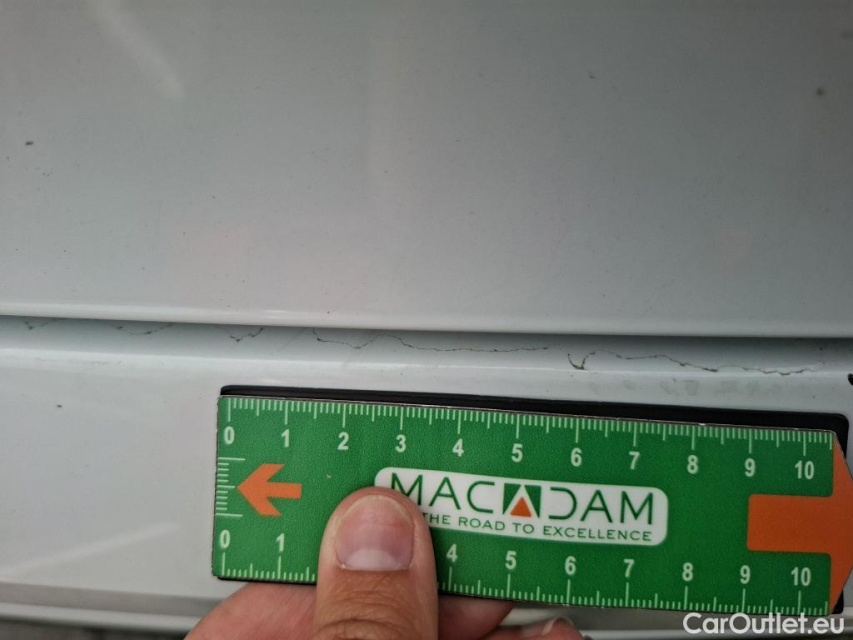 0 1 2 3 4 5 6 7 8 9 10
MACADAM
THE ROAD TO EXCELLENCE
0 1 4 5 6 7 8 9 10
CarOutlet.eu